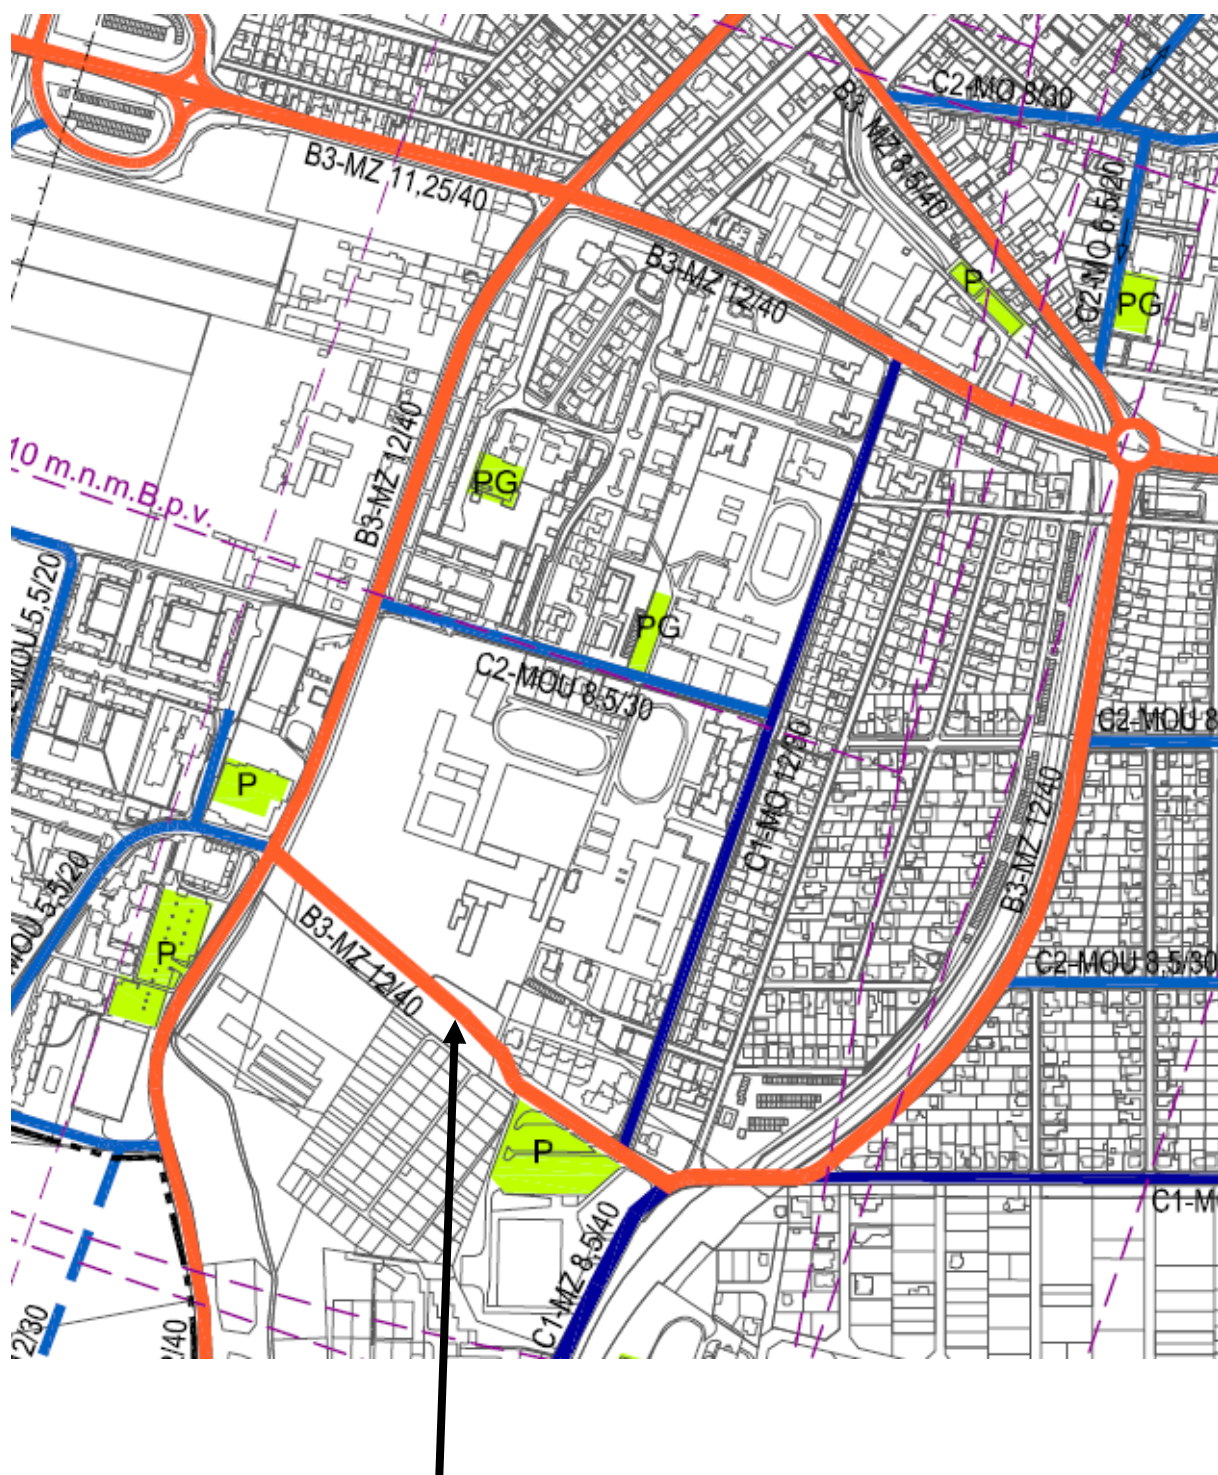 C2-MO 8/30
B3-MZ 8,5/40
B3-MZ 11,25/40
C2-MO 6,5/20
B3-MZ 12/40
P
PG
B3-MZ 12/40
10 m.n.m.B.p.v.
PG
PG
-MOU 5,5/20
C2-MOU 8,5/30
C2-MOU 8
C1-MO 12/30
P
B3-MZ 12/40
MOU 5,5/20
B3-MZ 12/40
P
C2-MOU 8,5/30
P
C1-M
C1-MZ 8,5/40
12/30
/40